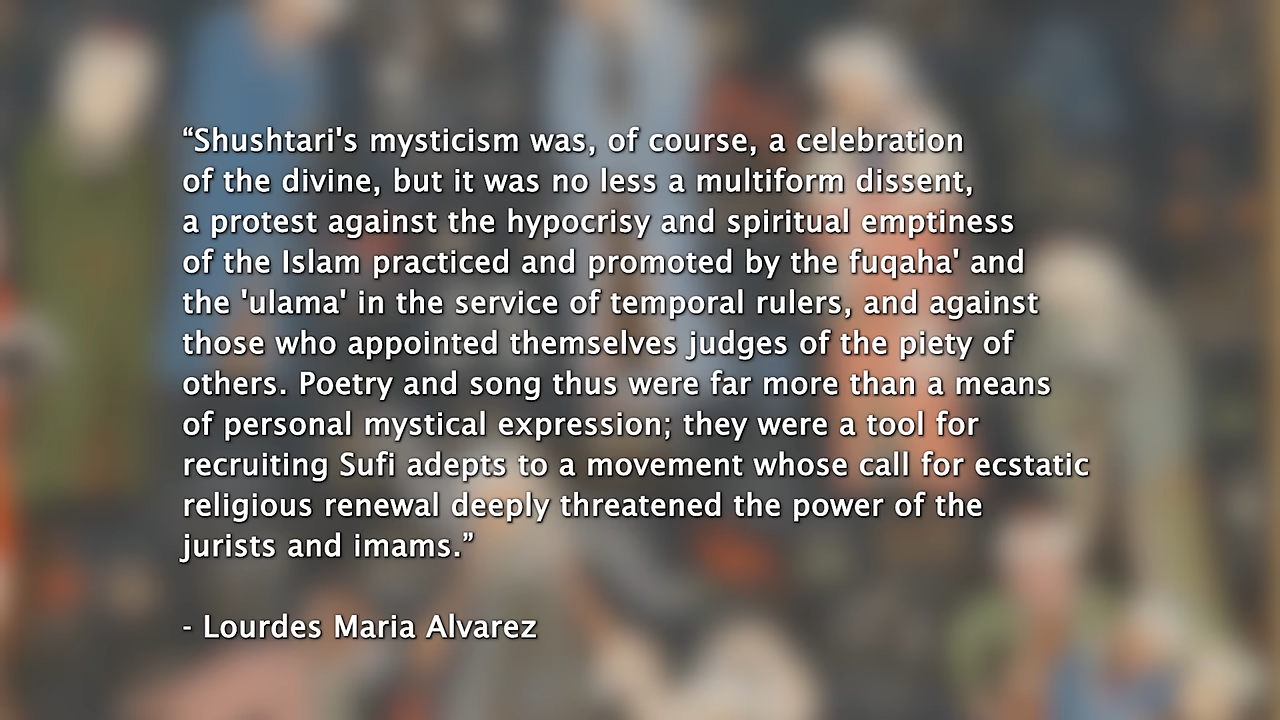 “Shushtari's mysticism was, of course, a celebration
of the divine, but it was no less a multiform dissent,
a protest against the hypocrisy and spiritual emptiness
of the Islam practiced and promoted by the fuqaha' and
the 'ulama' in the service of temporal rulers, and against
those who appointed themselves judges of the piety of
others. Poetry and song thus were far more than a means
of personal mystical expression; they were a tool for
recruiting Sufi adepts to a movement whose call for ecstatic
religious renewal deeply threatened the power of the
jurists and imams.”
- Lourdes Maria Alvarez